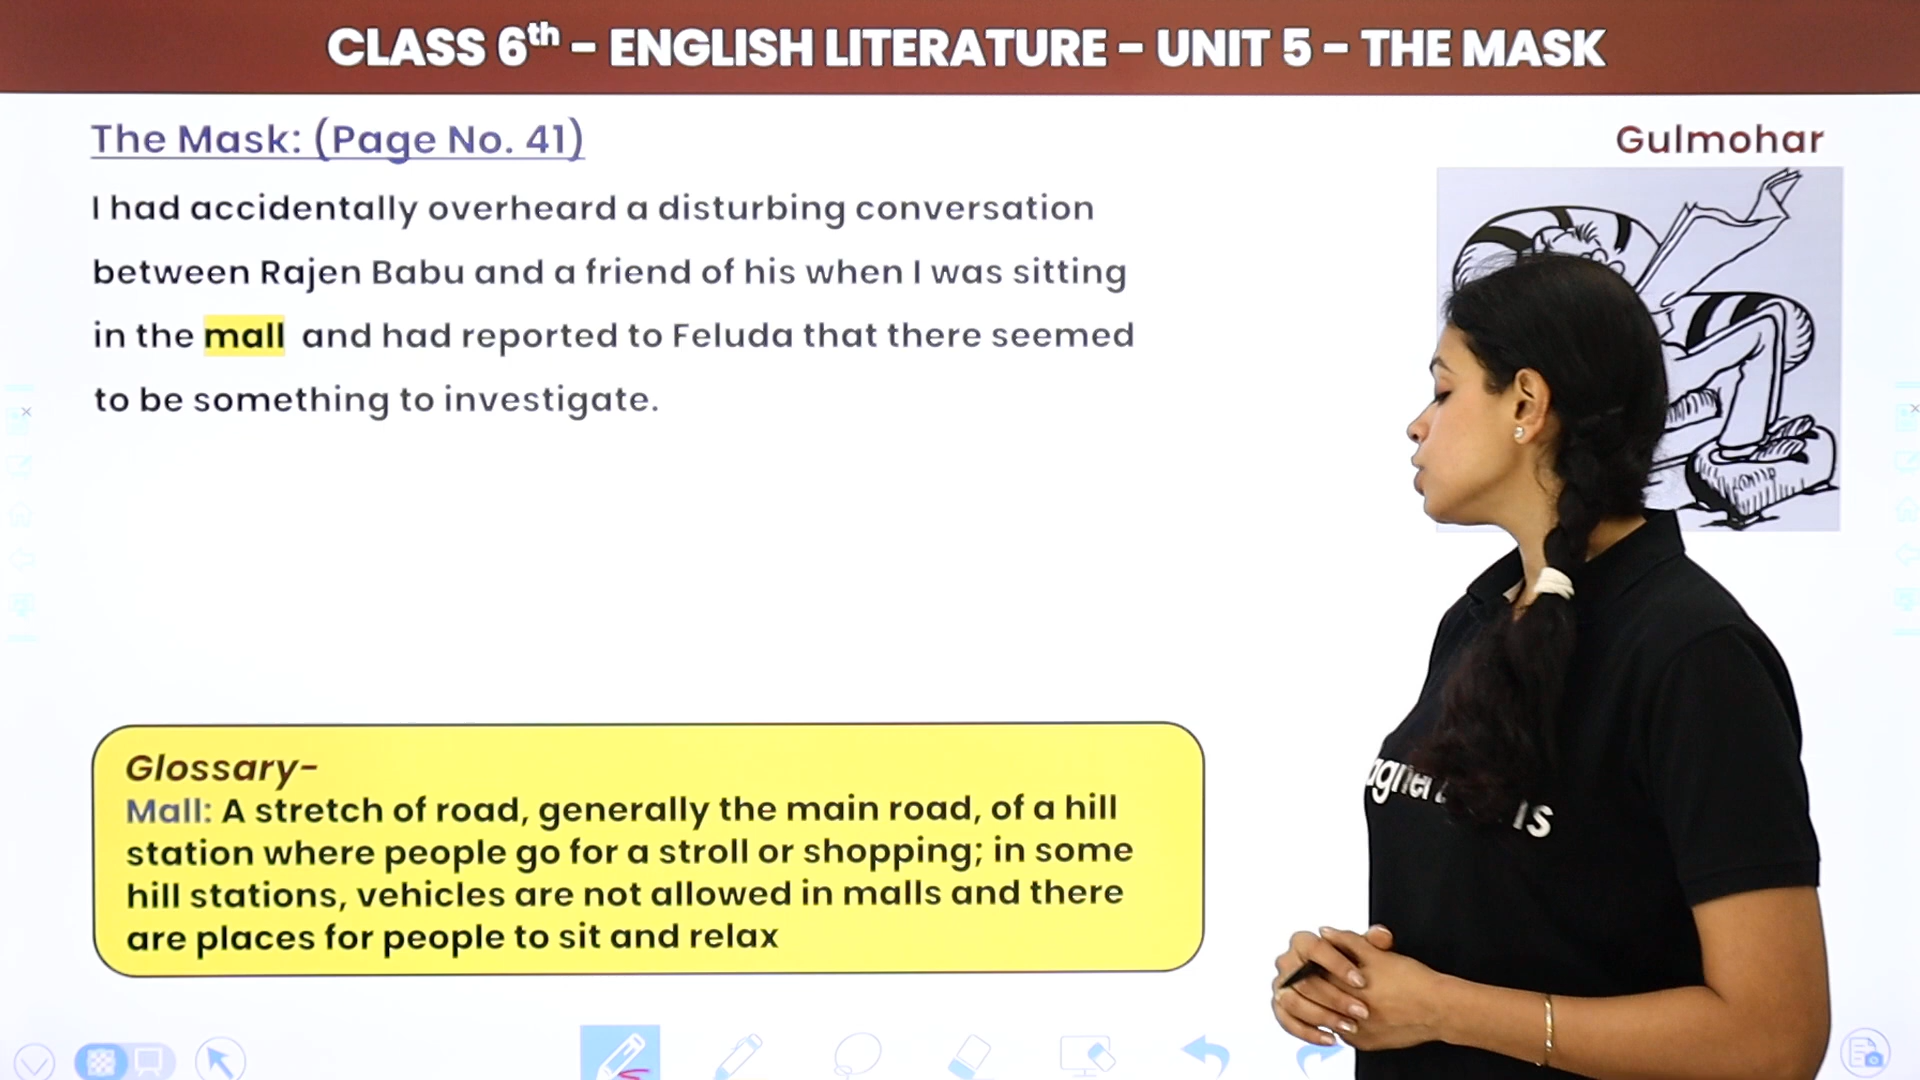 CLASS 6th – ENGLISH LITERATURE – UNIT 5 – THE MASK
The Mask: (Page No. 41)
Gulmohar
I had accidentally overheard a disturbing conversation
between Rajen Babu and a friend of his when I was sitting
in the mall and had reported to Feluda that there seemed
to be something to investigate.
Glossary-
Mall: A stretch of road, generally the main road, of a hill
station where people go for a stroll or shopping; in some
hill stations, vehicles are not allowed in malls and there
are places for people to sit and relax